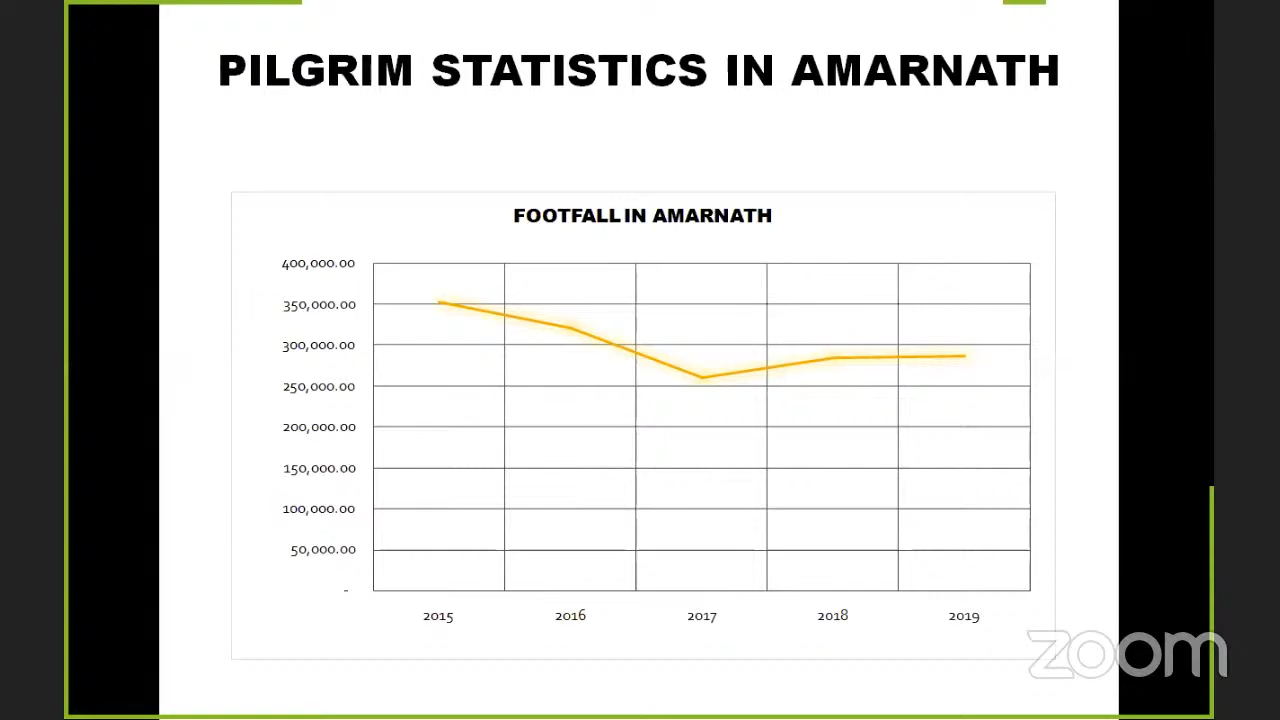 PILGRIM STATISTICS IN AMARNATH
FOOTFALL IN AMARNATH
400,000.00
350,000.00
300,000.00
250,000.00
200,000.00
150,000.00
100,000.00
50,000.00
-
2015 2016 2017 2018 2019
zoom